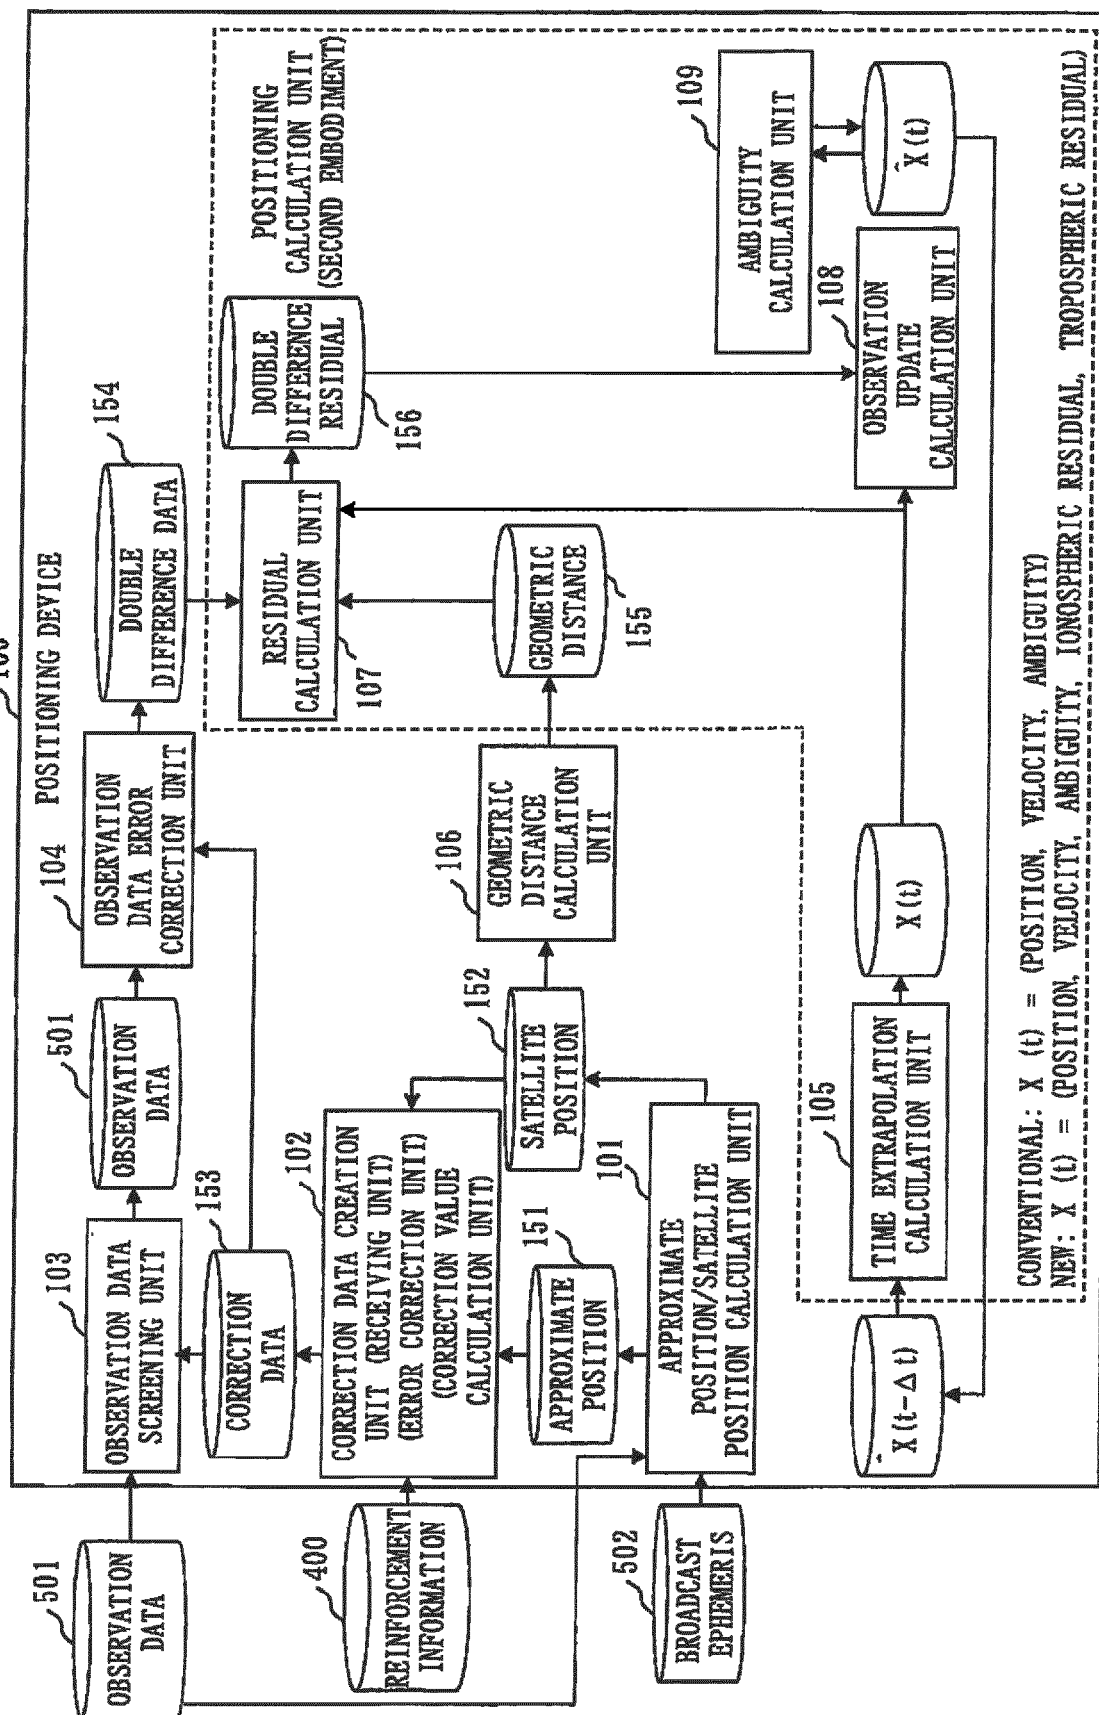 POSITIONING DEVICE
501
OBSERVATION
DATA
103
OBSERVATION DATA
SCREENING UNIT
501
OBSERVATION
DATA
104
OBSERVATION
DATA ERROR
CORRECTION UNIT
154
DOUBLE
DIFFERENCE DATA
153
CORRECTION
DATA
400
REINFORCEMENT
INFORMATION
102
CORRECTION DATA CREATION
UNIT (RECEIVING UNIT)
(ERROR CORRECTION UNIT)
(CORRECTION VALUE
CALCULATION UNIT)
151
APPROXIMATE
POSITION
152
SATELLITE
POSITION
502
BROADCAST
EPHEMERIS
101
APPROXIMATE
POSITION/SATELLITE
POSITION CALCULATION UNIT
106
GEOMETRIC
DISTANCE
CALCULATION
UNIT
GEOMETRIC
DISTANCE
155
RESIDUAL
CALCULATION UNIT
107
DOUBLE
DIFFERENCE
RESIDUAL
156
POSITIONING
CALCULATION UNIT
(SECOND EMBODIMENT)
109
AMBIGUITY
CALCULATION UNIT
108
OBSERVATION
UPDATE
CALCULATION UNIT
X̂(t)
X̂(t-Δt)
105
TIME EXTRAPOLATION
CALCULATION UNIT
X(t)
CONVENTIONAL: X (t) = (POSITION, VELOCITY, AMBIGUITY)
NEW: X (t) = (POSITION, VELOCITY, AMBIGUITY, IONOSPHERIC RESIDUAL, TROPOSPHERIC RESIDUAL)